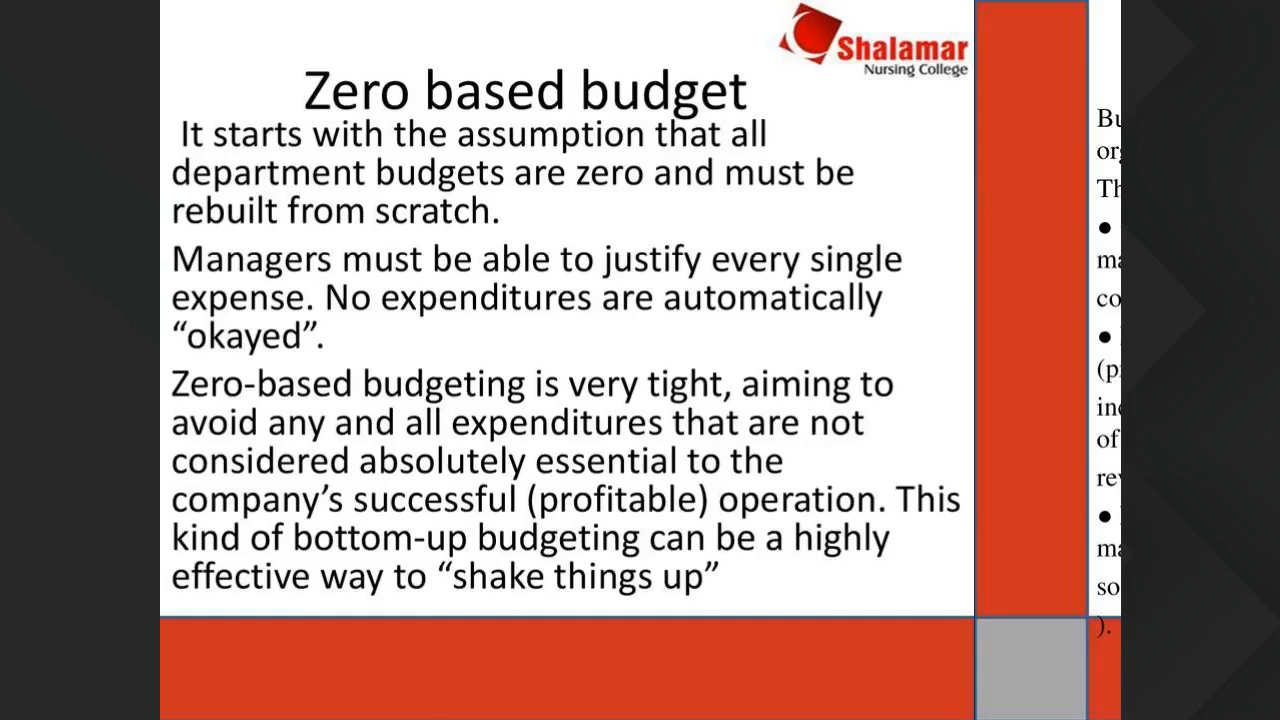 Shalamar
Nursing College
Zero based budget
It starts with the assumption that all
department budgets are zero and must be
rebuilt from scratch.
Managers must be able to justify every single
expense. No expenditures are automatically
“okayed”.
Zero-based budgeting is very tight, aiming to
avoid any and all expenditures that are not
considered absolutely essential to the
company’s successful (profitable) operation. This
kind of bottom-up budgeting can be a highly
effective way to “shake things up”
).